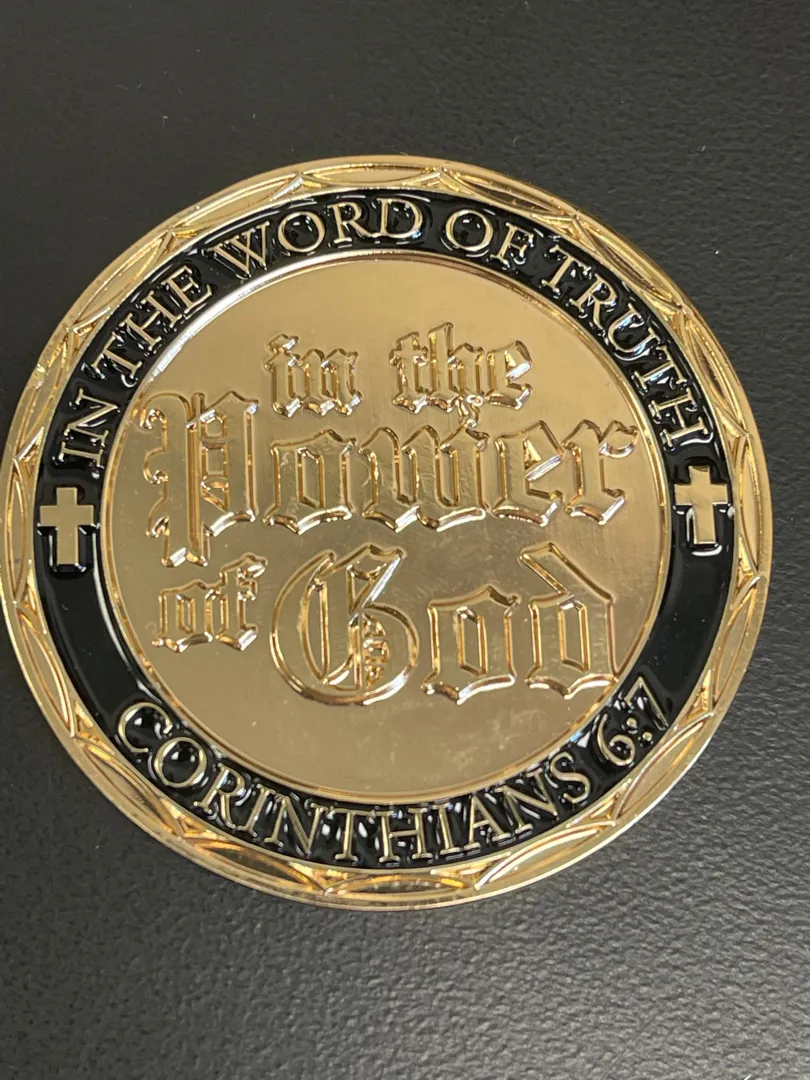 IN THE WORD OF TRUTH
in the
Power
of God
CORINTHIANS 6:7